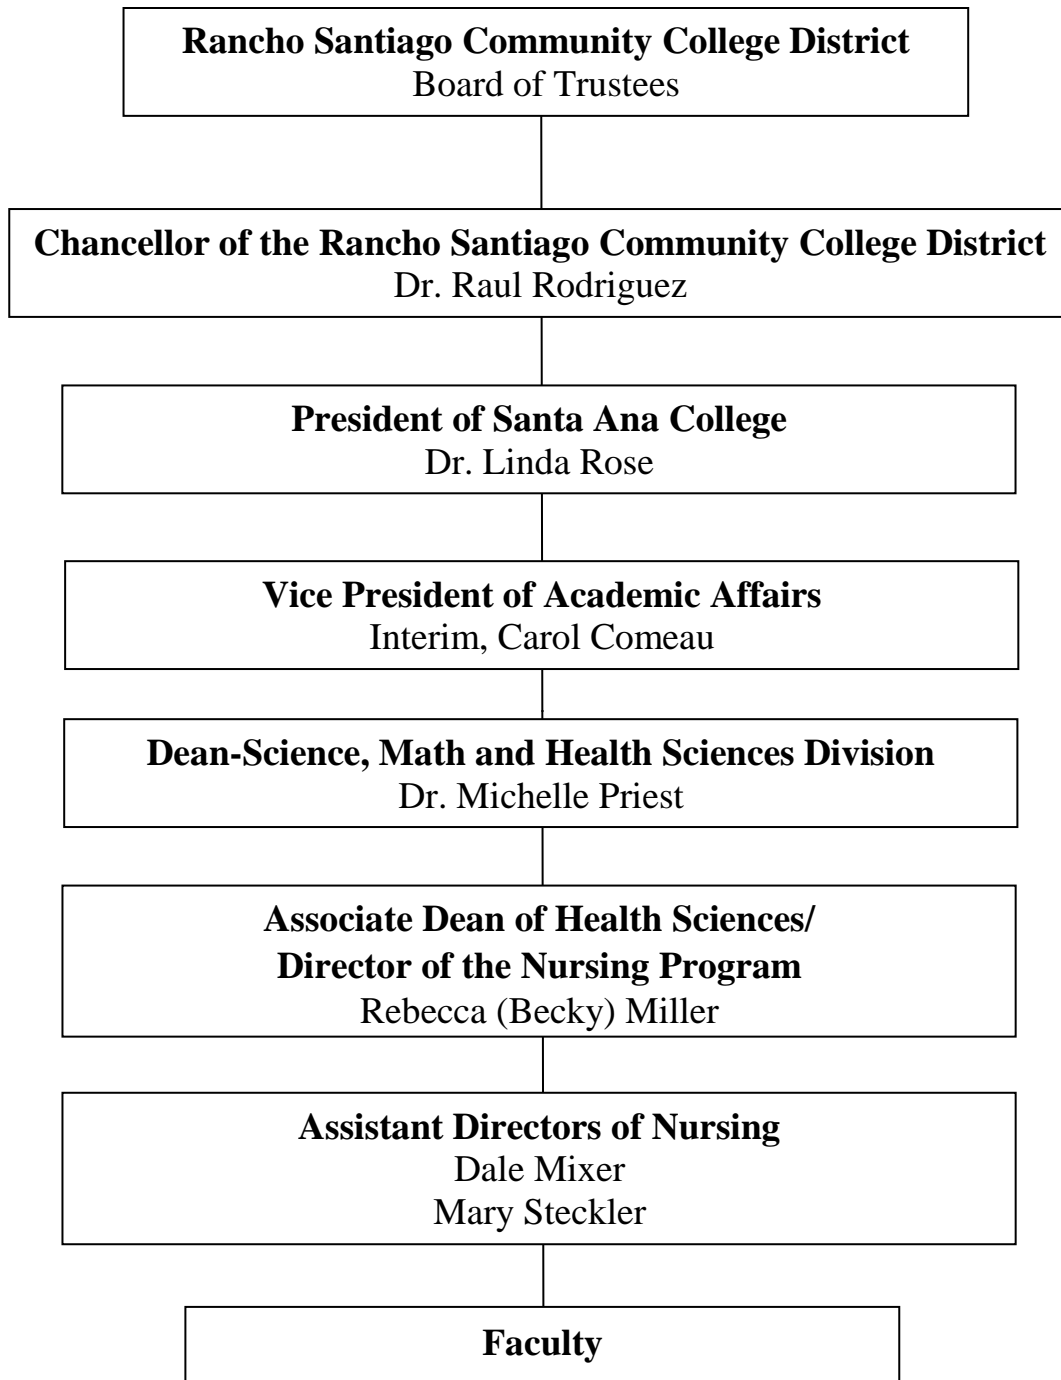 Rancho Santiago Community College District
Board of Trustees
Chancellor of the Rancho Santiago Community College District
Dr. Raul Rodriguez
President of Santa Ana College
Dr. Linda Rose
Vice President of Academic Affairs
Interim, Carol Comeau
Dean-Science, Math and Health Sciences Division
Dr. Michelle Priest
Associate Dean of Health Sciences/
Director of the Nursing Program
Rebecca (Becky) Miller
Assistant Directors of Nursing
Dale Mixer
Mary Steckler
Faculty